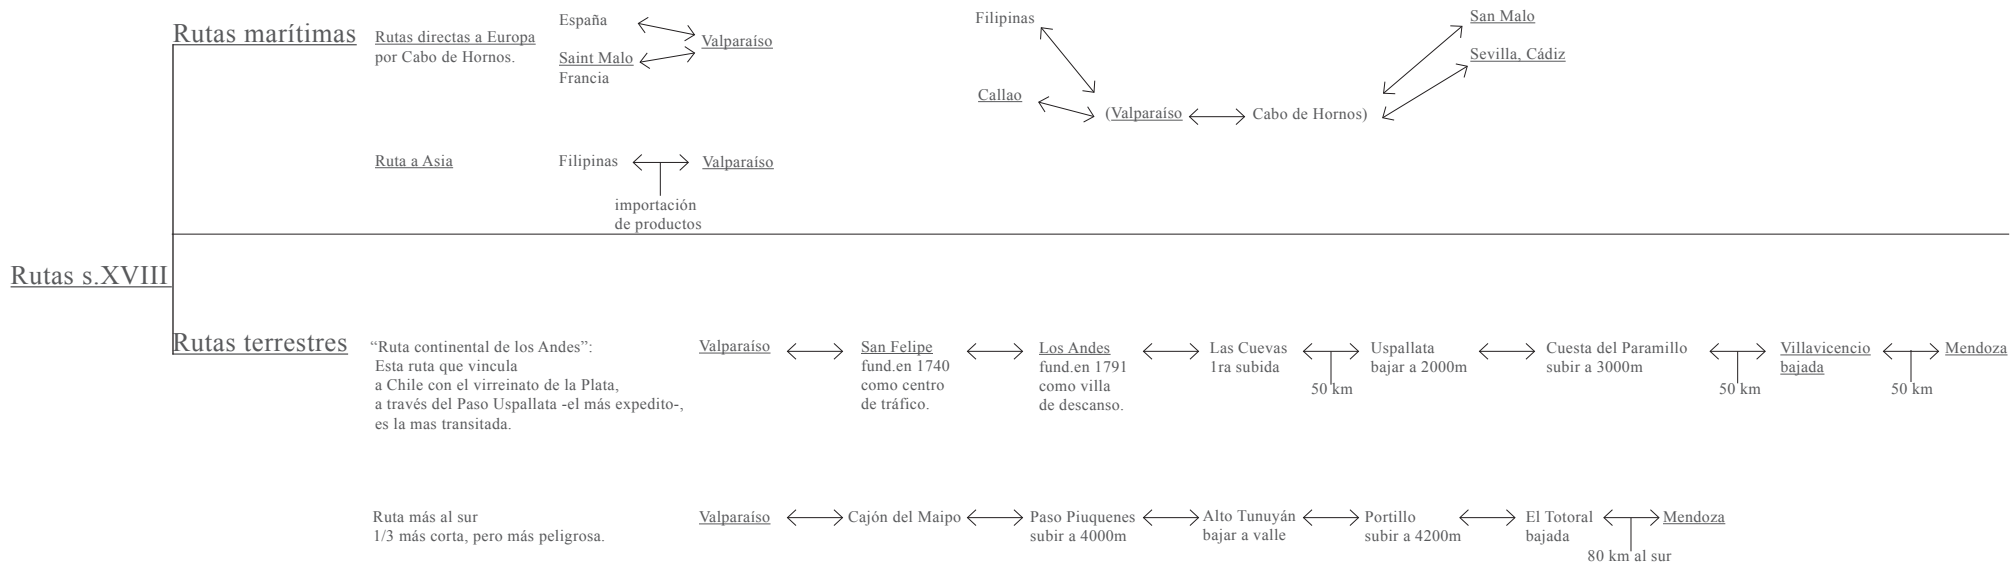 Rutas s.XVIII
Rutas marítimas
Rutas directas a Europa
por Cabo de Hornos.
España
Saint Malo
Francia
Valparaíso
Filipinas
Callao
(Valparaíso
Cabo de Hornos)
San Malo
Sevilla, Cádiz
Ruta a Asia
Filipinas
Valparaíso
importación
de productos
Rutas terrestres
“Ruta continental de los Andes”:
Esta ruta que vincula
a Chile con el virreinato de la Plata,
a través del Paso Uspallata -el más expedito-,
es la mas transitada.
Valparaíso
San Felipe
fund.en 1740
como centro
de tráfico.
Los Andes
fund.en 1791
como villa
de descanso.
Las Cuevas
1ra subida
50 km
Uspallata
bajar a 2000m
Cuesta del Paramillo
subir a 3000m
50 km
Villavicencio
bajada
50 km
Mendoza
Ruta más al sur
1/3 más corta, pero más peligrosa.
Valparaíso
Cajón del Maipo
Paso Piuquenes
subir a 4000m
Alto Tunuyán
bajar a valle
Portillo
subir a 4200m
El Totoral
bajada
80 km al sur
Mendoza